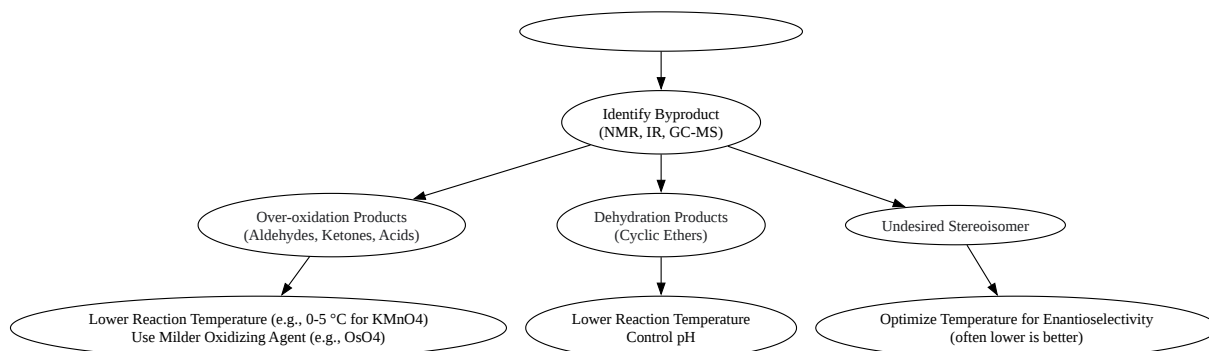 Identify Byproduct
(NMR, IR, GC-MS)
Over-oxidation Products
(Aldehydes, Ketones, Acids)
Dehydration Products
(Cyclic Ethers)
Undesired Stereoisomer
Lower Reaction Temperature (e.g., 0-5 °C for KMnO4)
Use Milder Oxidizing Agent (e.g., OsO4)
Lower Reaction Temperature
Control pH
Optimize Temperature for Enantioselectivity
(often lower is better)